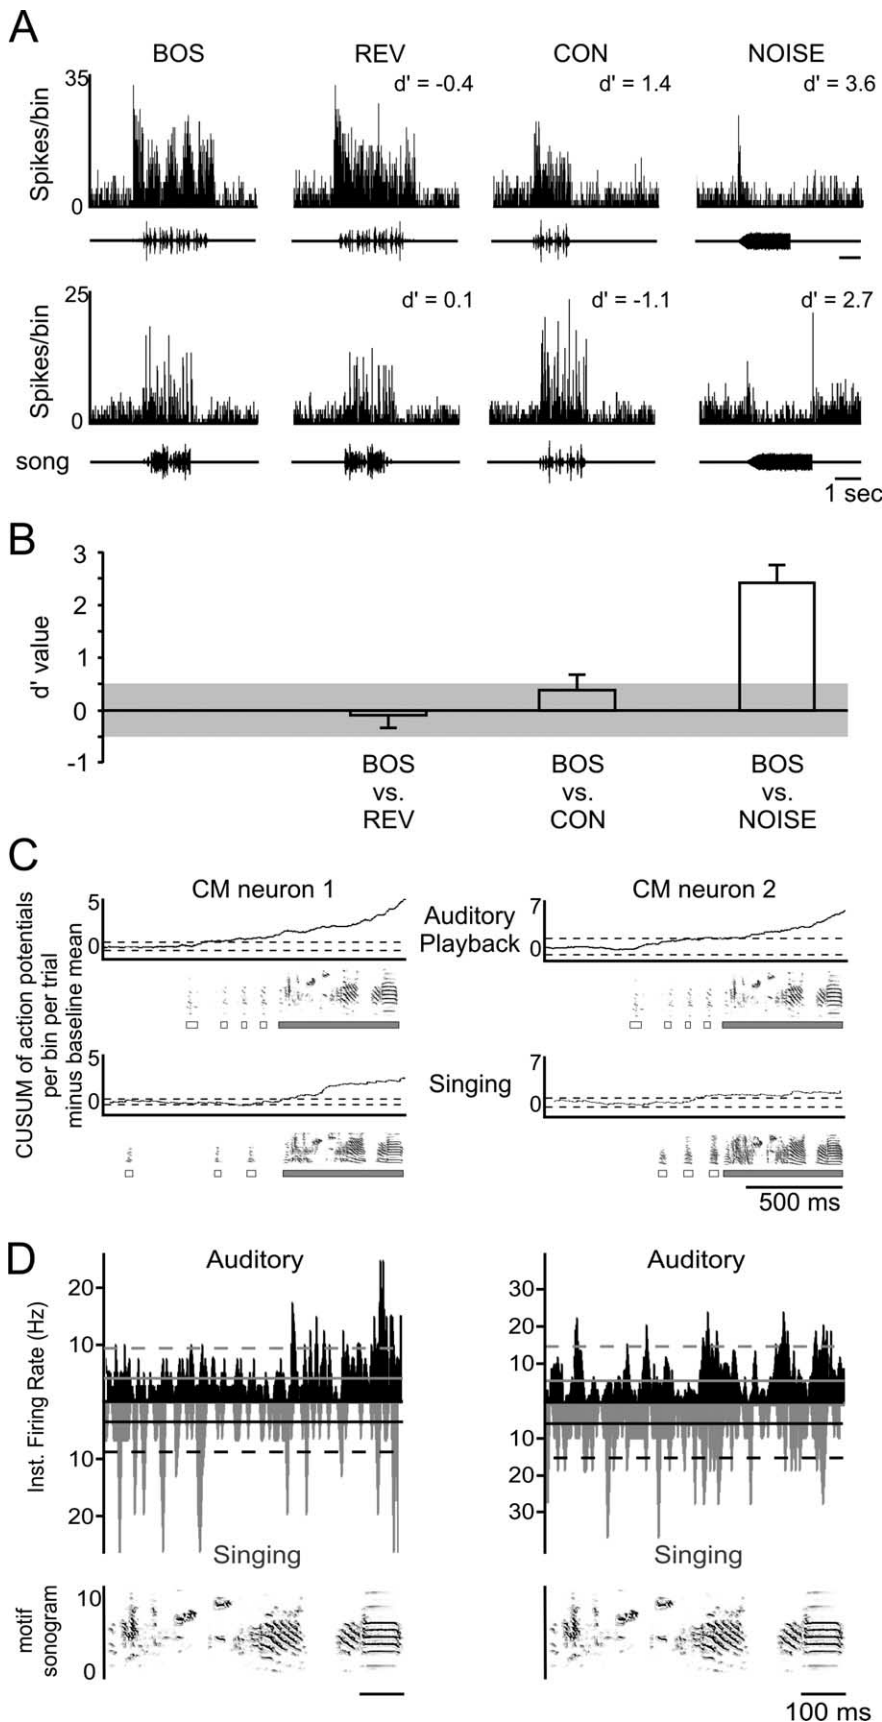 A
BOS REV CON NOISE
d' = -0.4 d' = 1.4 d' = 3.6
Spikes/bin
35
0
d' = 0.1 d' = -1.1 d' = 2.7
Spikes/bin
25
0
song
1 sec
B
d' value
3
2
1
0
-1
BOS vs. REV
BOS vs. CON
BOS vs. NOISE
C
CUSUM of action potentials
per bin per trial
minus baseline mean
CM neuron 1
CM neuron 2
5
0
Auditory
Playback
7
0
5
0
Singing
7
0
500 ms
D
Inst. Firing Rate (Hz)
Auditory
20
10
10
20
Singing
Auditory
30
20
10
10
20
30
Singing
motif
sonogram
10
0
100 ms